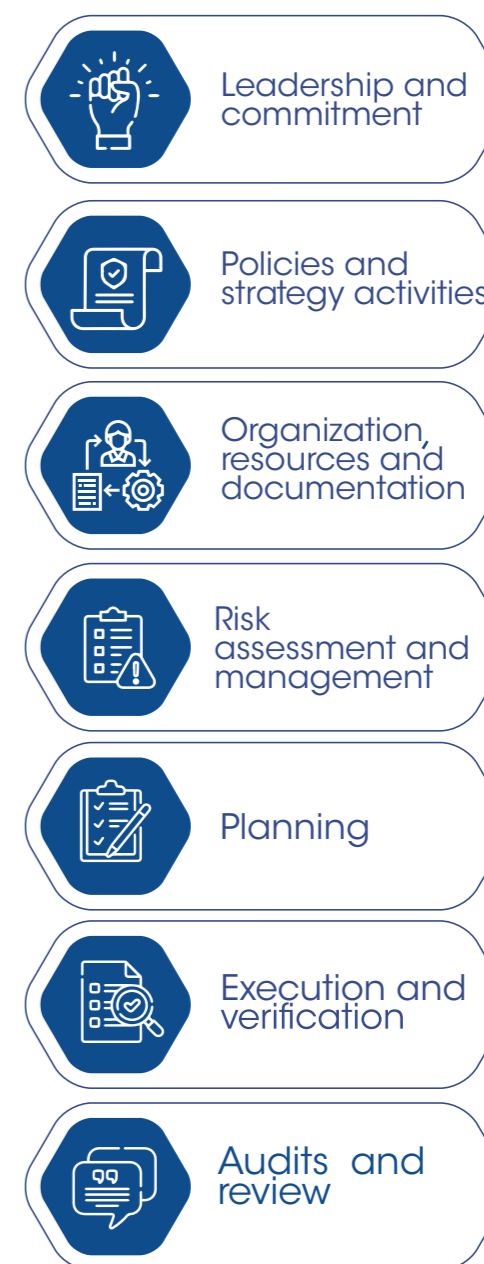 Leadership and
commitment
Policies and
strategy activities
Organization,
resources and
documentation
Risk
assessment and
management
Planning
Execution and
verification
Audits and
review